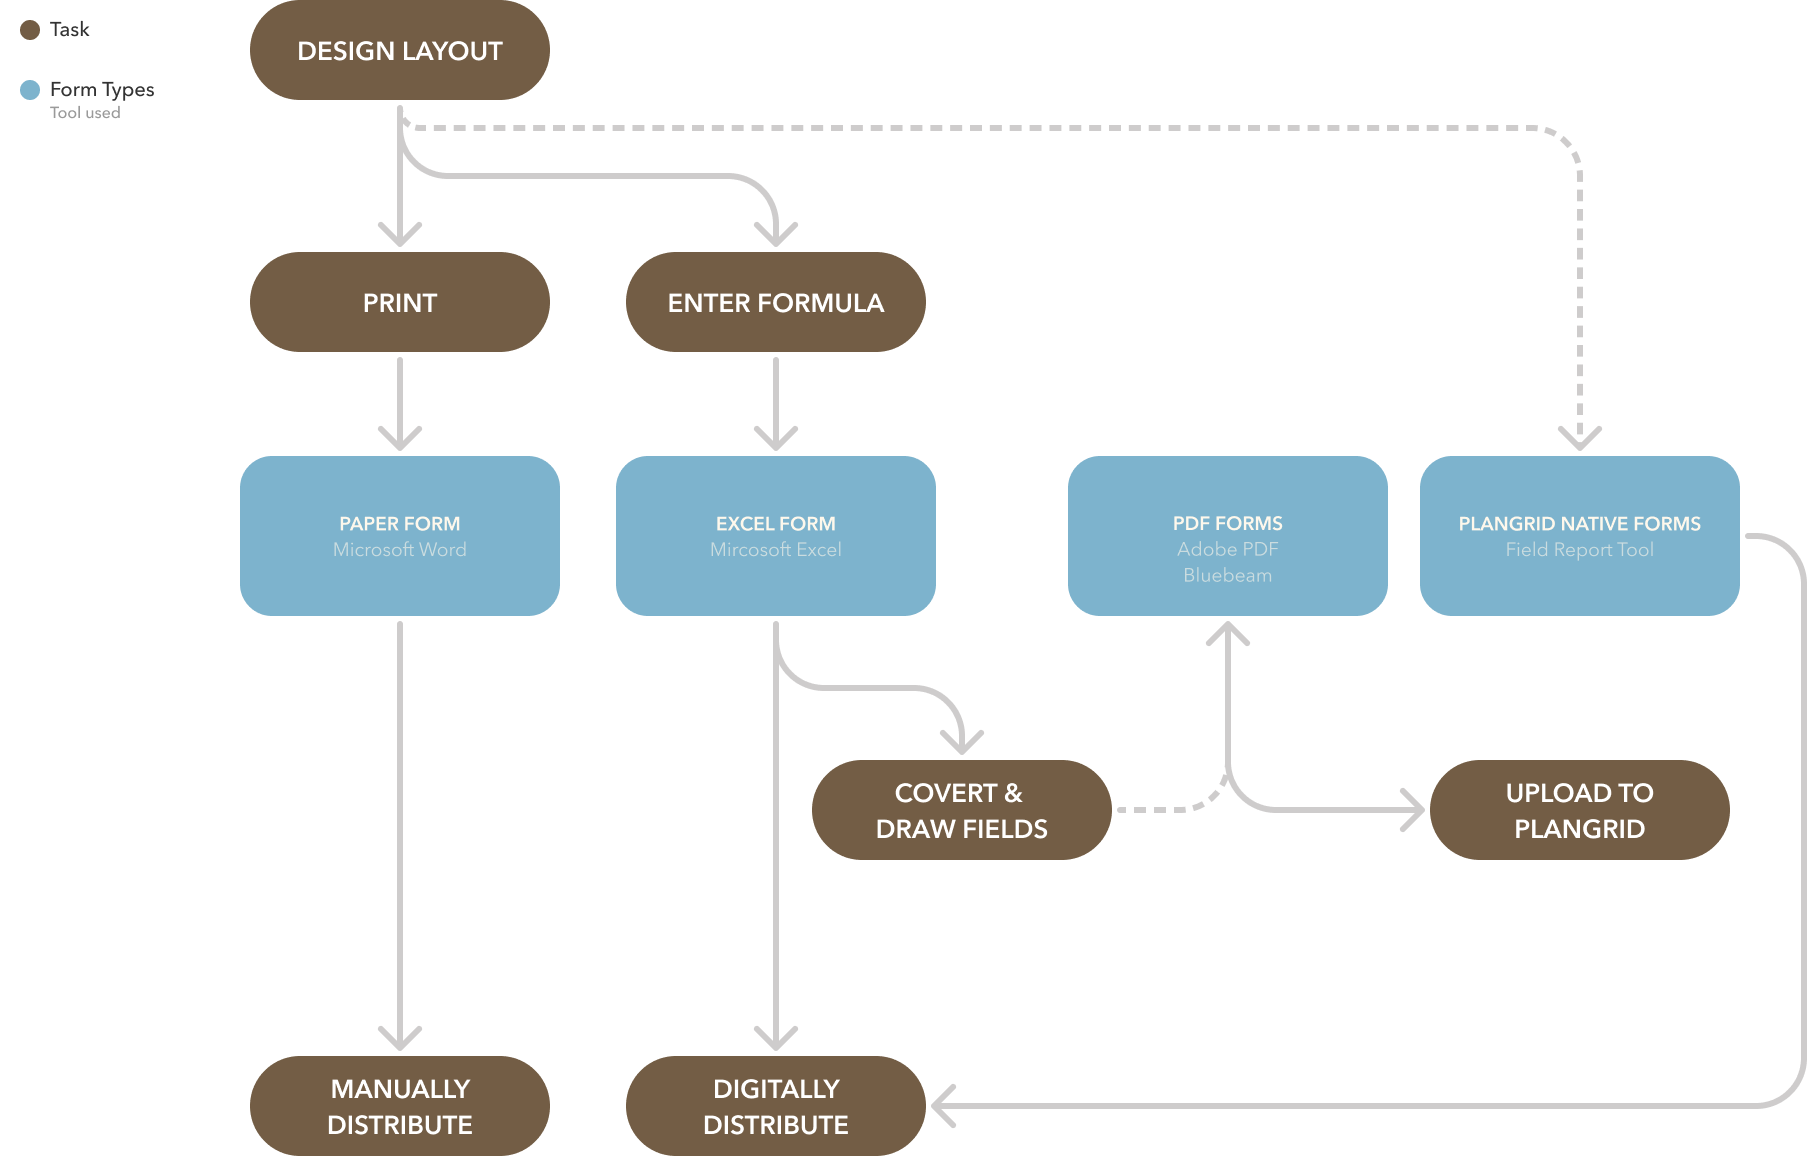 Task
Form Types
Tool used
DESIGN LAYOUT
PRINT
ENTER FORMULA
PAPER FORM
Microsoft Word
EXCEL FORM
Mircosoft Excel
PDF FORMS
Adobe PDF
Bluebeam
PLANGRID NATIVE FORMS
Field Report Tool
COVERT &
DRAW FIELDS
UPLOAD TO
PLANGRID
MANUALLY
DISTRIBUTE
DIGITALLY
DISTRIBUTE